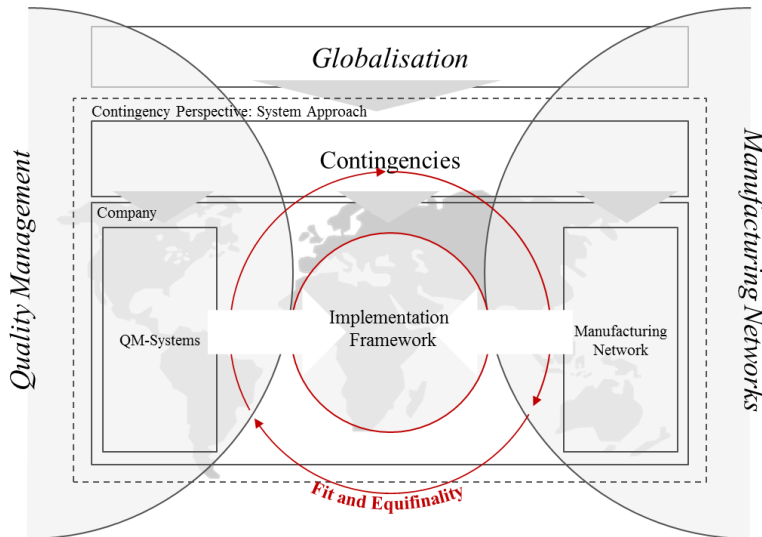 Globalisation
Contingency Perspective: System Approach
Contingencies
Company
Quality Management
Manufacturing Networks
QM-Systems
Implementation
Framework
Manufacturing
Network
Fit and Equifinality